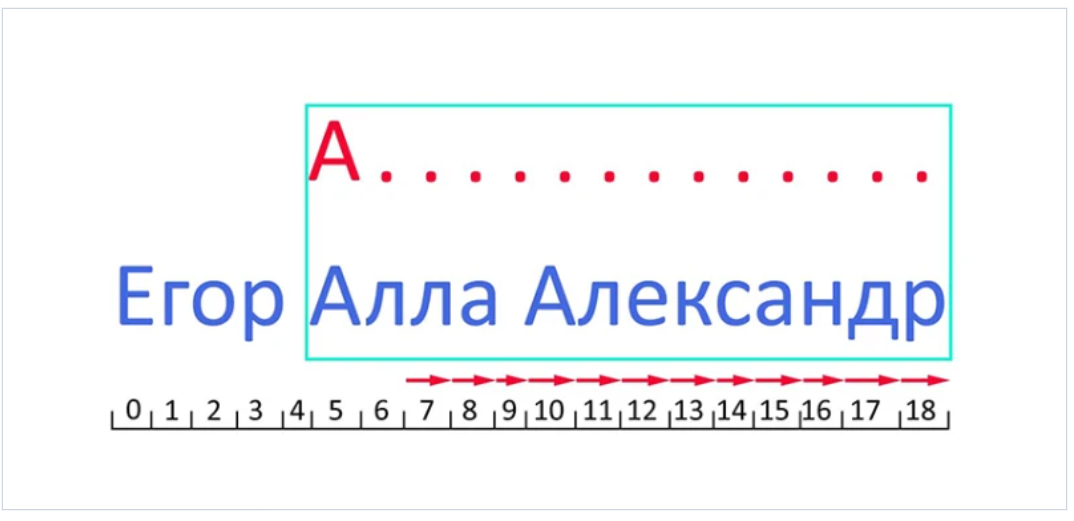 А . . . . . . . . . . . . .
Егор Алла Александр
0 1 2 3 4 5 6 7 8 9 10 11 12 13 14 15 16 17 18